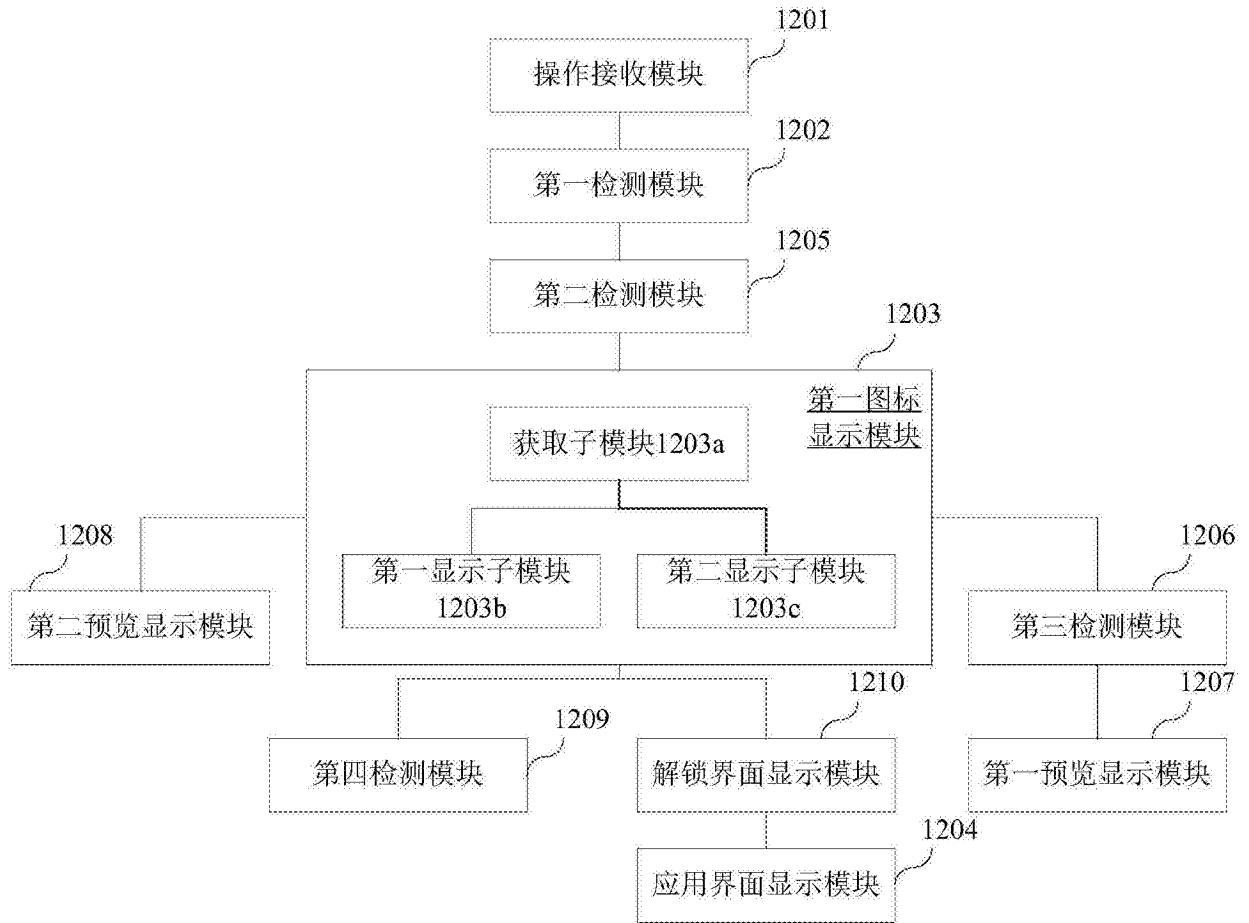 1201
操作接收模块
1202
第一检测模块
1205
第二检测模块
1203
第一图标
显示模块
获取子模块1203a
1208
第二预览显示模块
第一显示子模块
1203b
第二显示子模块
1203c
1206
第三检测模块
1209
第四检测模块
1210
解锁界面显示模块
1207
第一预览显示模块
1204
应用界面显示模块